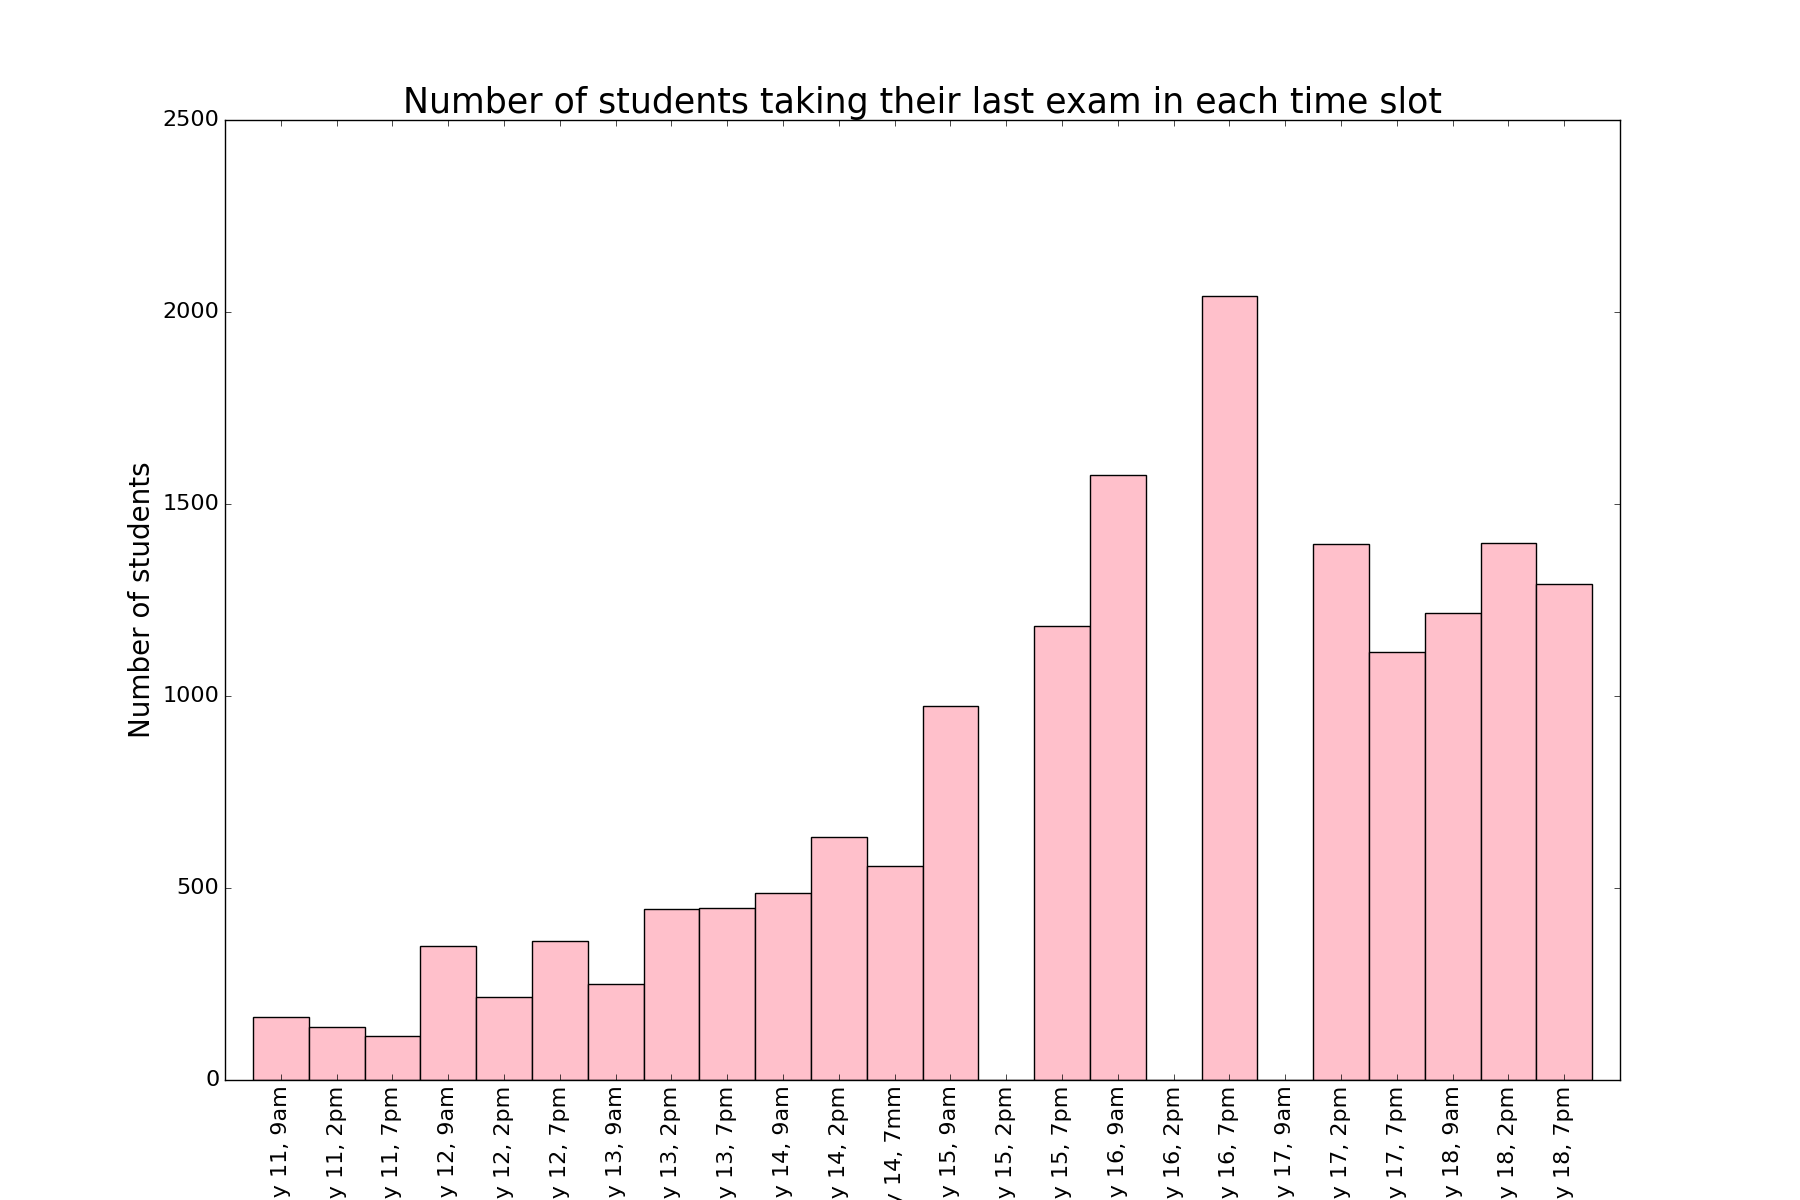 Number of students taking their last exam in each time slot
2500
2000
1500
1000
500
0
Number of students
y 11, 9am
y 11, 2pm
y 11, 7pm
y 12, 9am
y 12, 2pm
y 12, 7pm
y 13, 9am
y 13, 2pm
y 13, 7pm
y 14, 9am
y 14, 2pm
y 14, 7mm
y 15, 9am
y 15, 2pm
y 15, 7pm
y 16, 9am
y 16, 2pm
y 16, 7pm
y 17, 9am
y 17, 2pm
y 17, 7pm
y 18, 9am
y 18, 2pm
y 18, 7pm